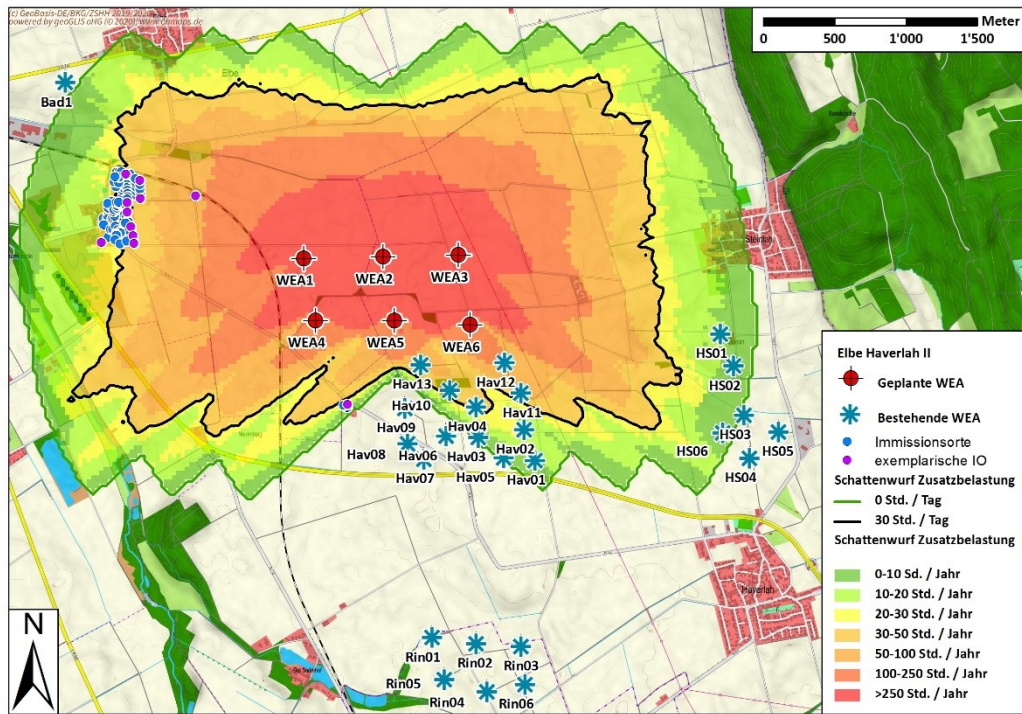 (c) GeoBasis-DE/BKG/ZSHH 2019/2020
powered by geoGLIS oHG (© 2020), www.onmaps.de
Meter
0 500 1'000 1'500
Elbe
Bad1
Steinlah
WEA1
WEA2
WEA3
WEA4
WEA5
WEA6
HS01
HS02
HS03
HS06
HS05
HS04
Hav13
Hav12
Hav10
Hav11
Hav09
Hav04
Hav02
Hav08
Hav06
Hav03
Hav07
Hav05
Hav01
Haverlah
Rin01
Rin02
Rin03
Rin05
Rin04
Rin06
N
Elbe Haverlah II
Geplante WEA
Bestehende WEA
Immissionsorte
exemplarische IO
Schattenwurf Zusatzbelastung
0 Std. / Tag
30 Std. / Tag
Schattenwurf Zusatzbelastung
0-10 Sd. / Jahr
10-20 Std. / Jahr
20-30 Std. / Jahr
30-50 Std. / Jahr
50-100 Std. / Jahr
100-250 Std. / Jahr
>250 Std. / Jahr